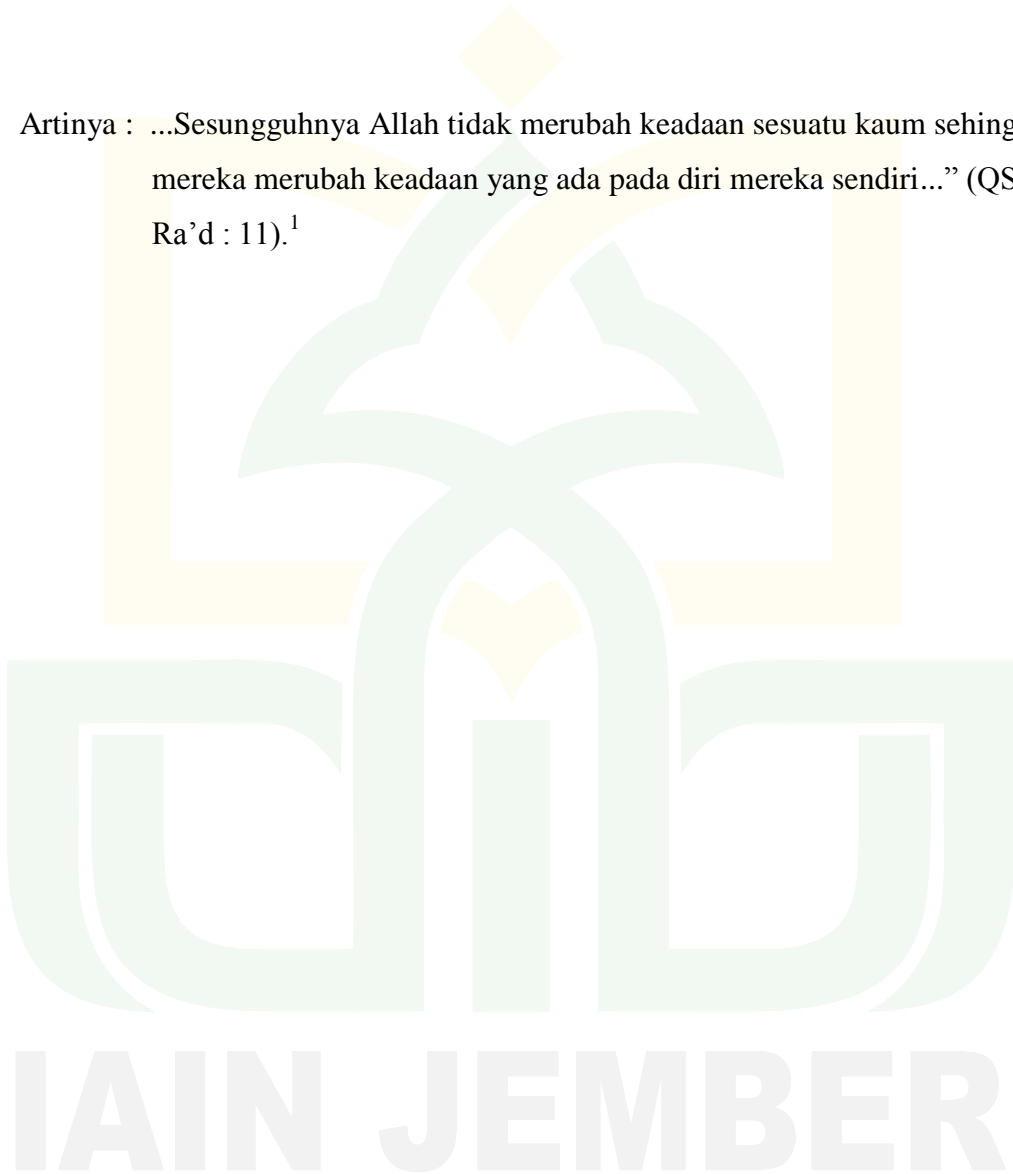 Artinya : ...Sesungguhnya Allah tidak merubah keadaan sesuatu kaum sehing
mereka merubah keadaan yang ada pada diri mereka sendiri...” (QS
Ra’d : 11).¹
IAIN JEMBER